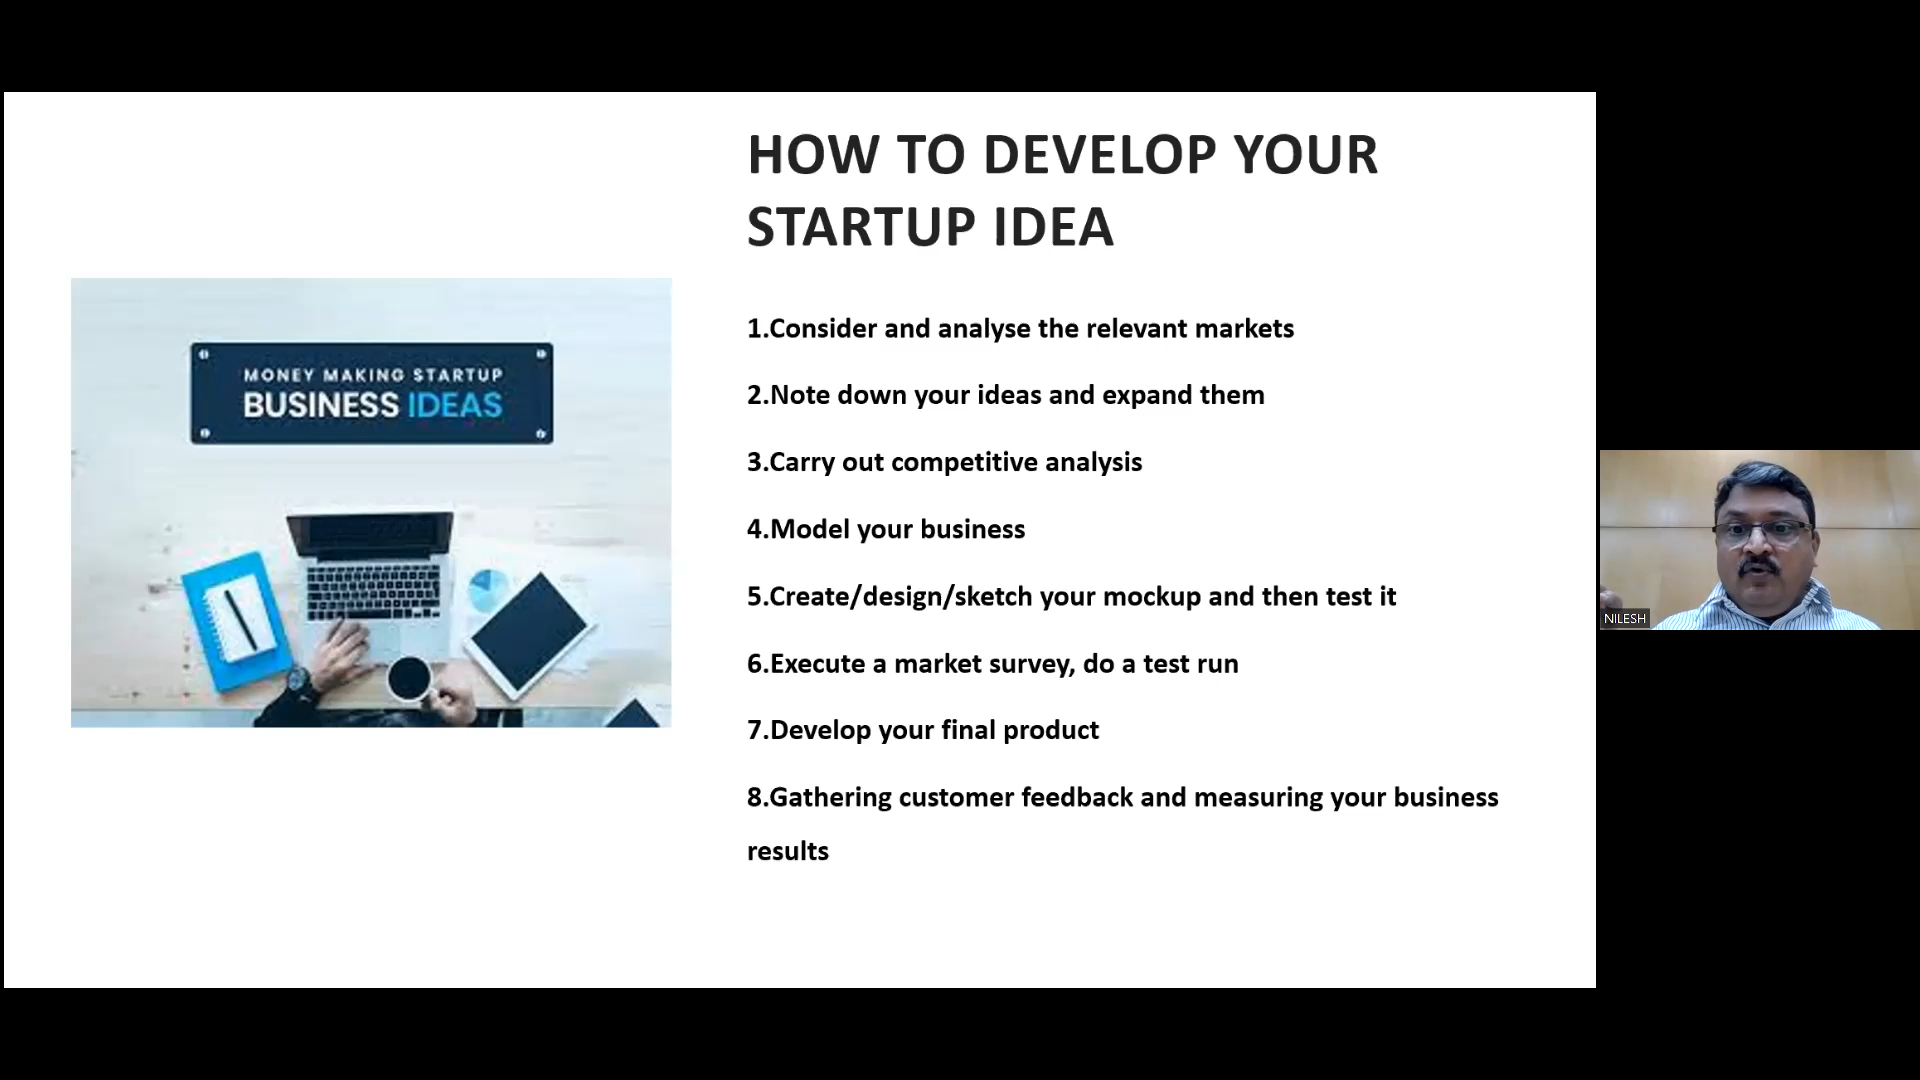 HOW TO DEVELOP YOUR
STARTUP IDEA
MONEY MAKING STARTUP
BUSINESS IDEAS
1.Consider and analyse the relevant markets
2.Note down your ideas and expand them
3.Carry out competitive analysis
4.Model your business
5.Create/design/sketch your mockup and then test it
6.Execute a market survey, do a test run
7.Develop your final product
8.Gathering customer feedback and measuring your business
results
NILESH